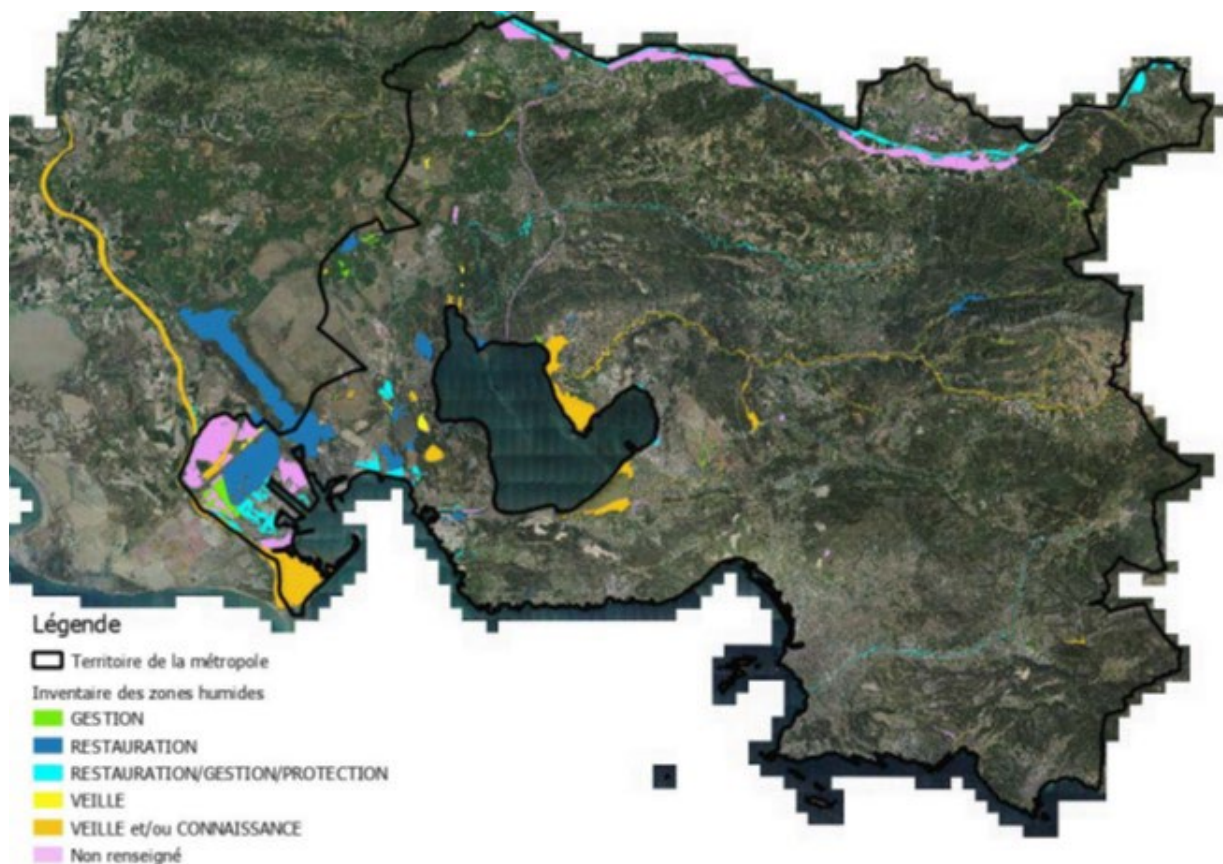 Légende
Territoire de la métropole
Inventaire des zones humides
GESTION
RESTAURATION
RESTAURATION/GESTION/PROTECTION
VEILLE
VEILLE et/ou CONNAISSANCE
Non renseigné